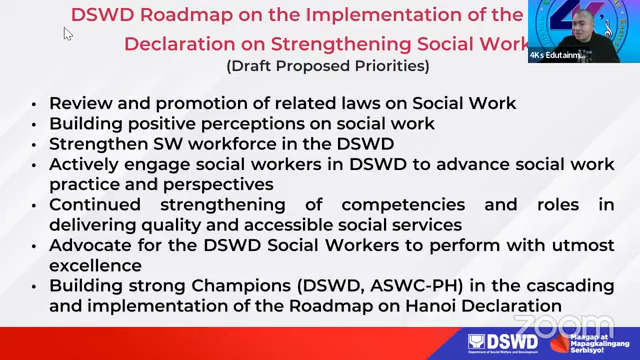 DSWD Roadmap on the Implementation of the
Declaration on Strengthening Social Work
(Draft Proposed Priorities)
4K s Edutainm...
• Review and promotion of related laws on Social Work
• Building positive perceptions on social work
• Strengthen SW workforce in the DSWD
• Actively engage social workers in DSWD to advance social work
practice and perspectives
• Continued strengthening of competencies and roles in
delivering quality and accessible social services
• Advocate for the DSWD Social Workers to perform with utmost
excellence
• Building strong Champions (DSWD, ASWC-PH) in the cascading
and implementation of the Roadmap on Hanoi Declaration
zoom
DSWD
Department of Social Welfare and Development
Maagap at
Mapagkalingang
Serbisyo!